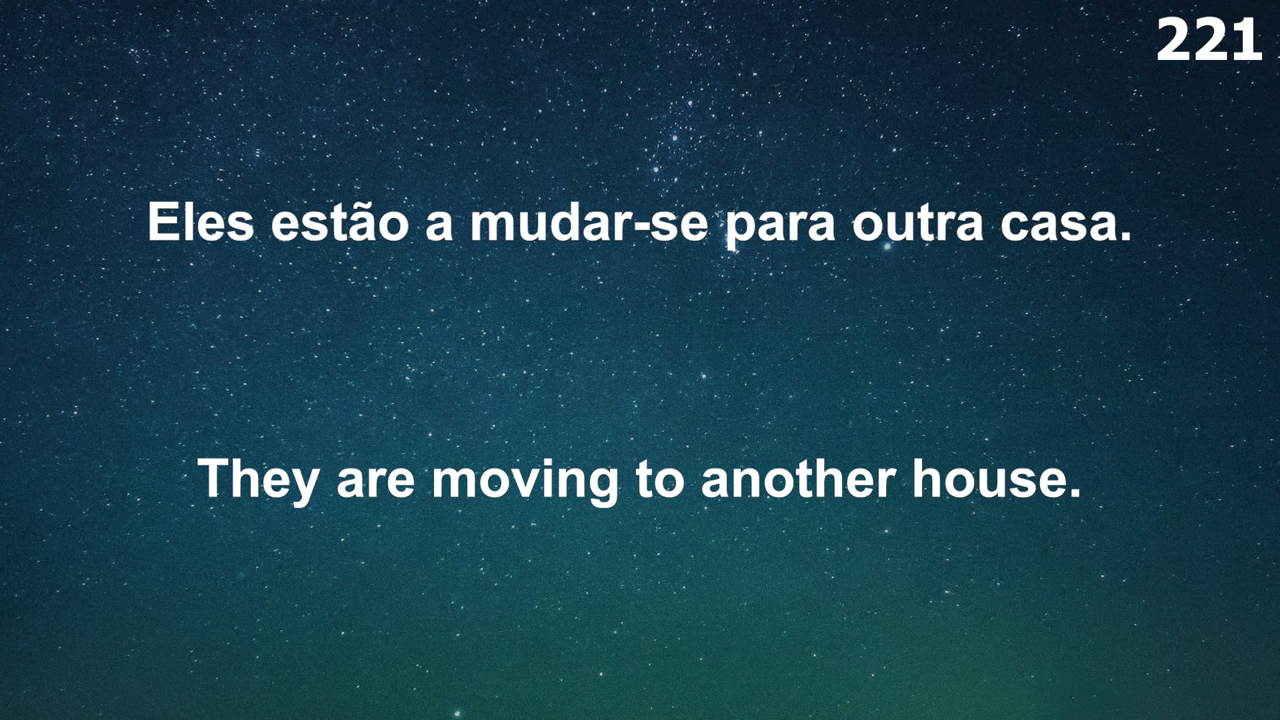 221
Eles estão a mudar-se para outra casa.
They are moving to another house.